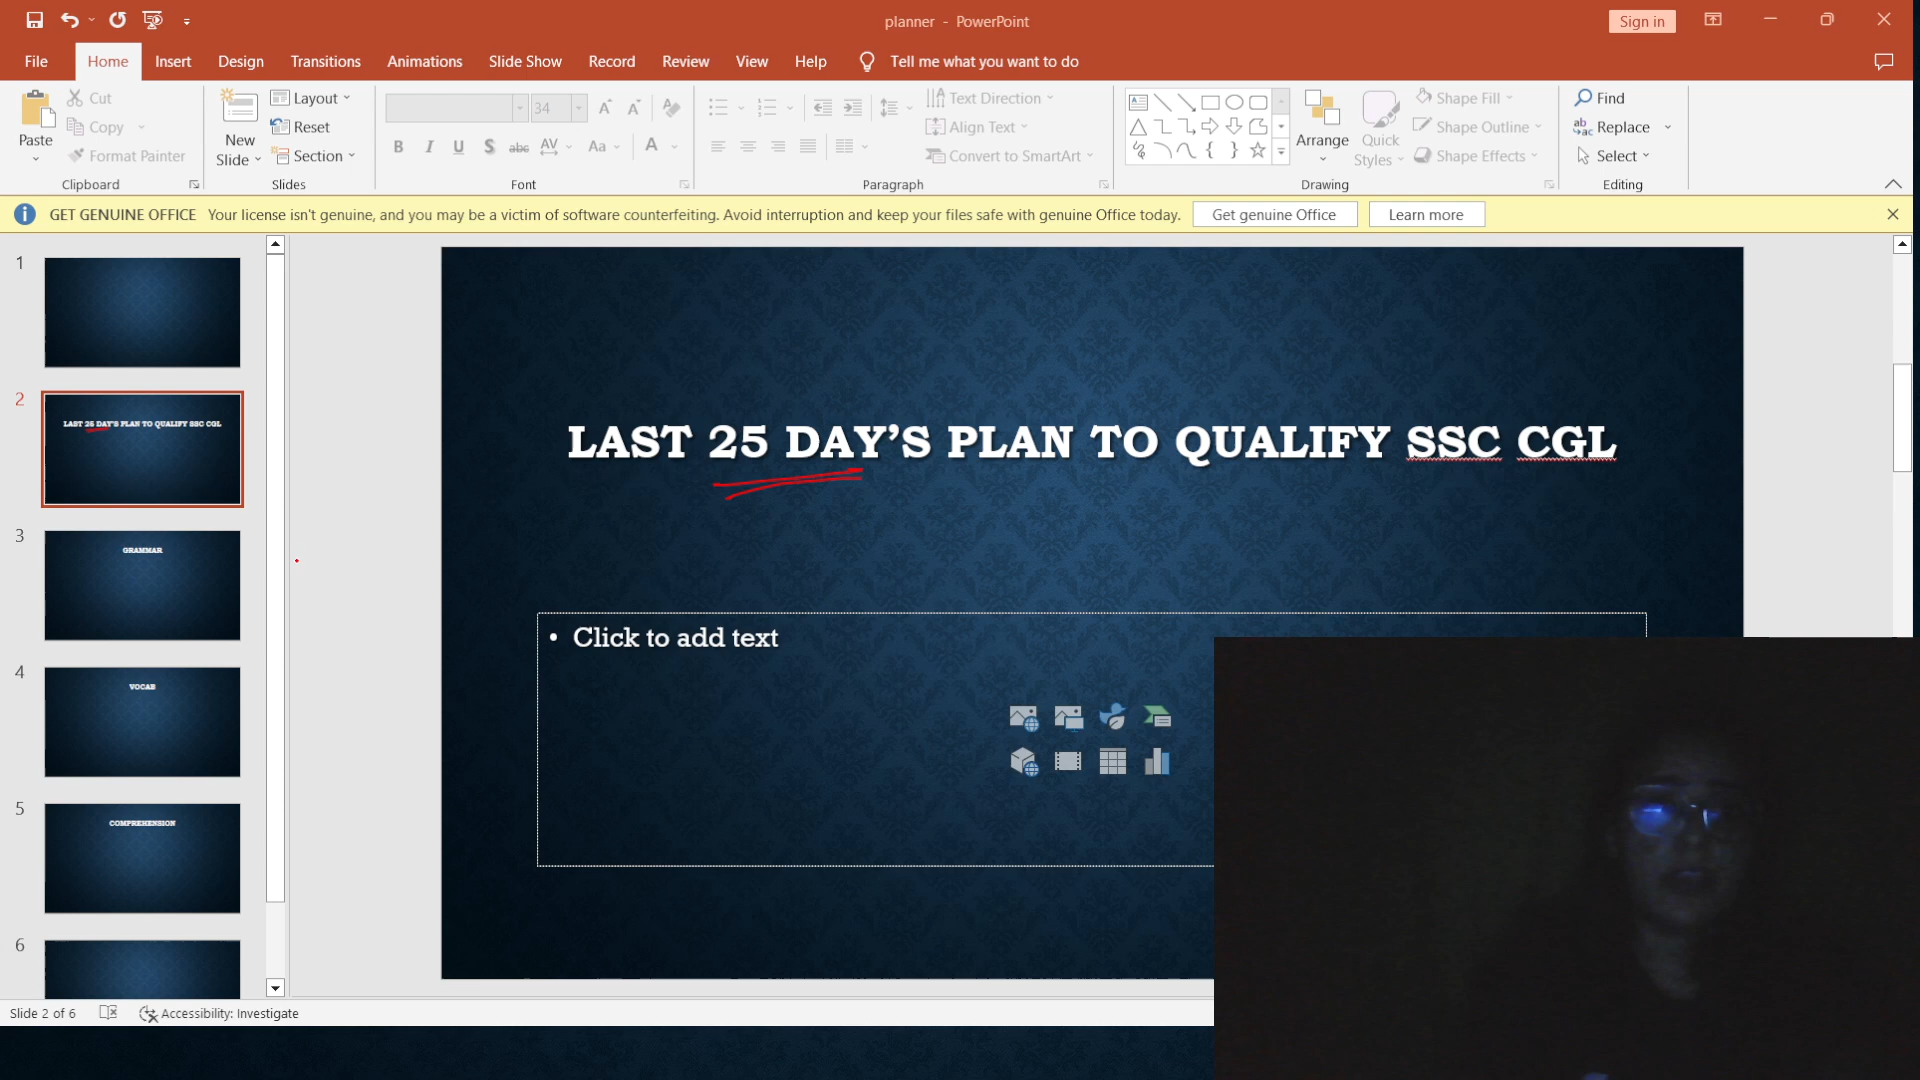 planner - PowerPoint
Sign in
File Home Insert Design Transitions Animations Slide Show Record Review View Help Tell me what you want to do
Paste
Cut
Copy
Format Painter
Clipboard
New Slide
Layout
Reset
Section
Slides
34
B I U S abc AV Aa A
Font
Text Direction
Align Text
Convert to SmartArt
Paragraph
Arrange
Quick Styles
Shape Fill
Shape Outline
Shape Effects
Drawing
Find
Replace
Select
Editing
GET GENUINE OFFICE Your license isn't genuine, and you may be a victim of software counterfeiting. Avoid interruption and keep your files safe with genuine Office today. Get genuine Office Learn more
1
2
LAST 25 DAY'S PLAN TO QUALIFY SSC CGL
3
GRAMMAR
4
VOCAB
5
COMPREHENSION
6
LAST 25 DAY’S PLAN TO QUALIFY SSC CGL
• Click to add text
Slide 2 of 6 Accessibility: Investigate